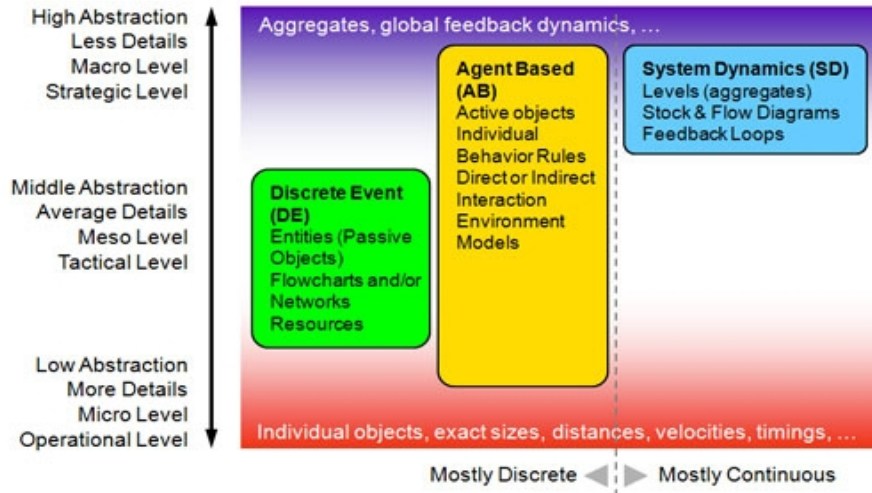 High Abstraction
Less Details
Macro Level
Strategic Level
Middle Abstraction
Average Details
Meso Level
Tactical Level
Low Abstraction
More Details
Micro Level
Operational Level
Aggregates, global feedback dynamics, ...
Discrete Event
(DE)
Entities (Passive
Objects)
Flowcharts and/or
Networks
Resources
Agent Based
(AB)
Active objects
Individual
Behavior Rules
Direct or Indirect
Interaction
Environment
Models
System Dynamics (SD)
Levels (aggregates)
Stock & Flow Diagrams
Feedback Loops
Individual objects, exact sizes, distances, velocities, timings, ...
Mostly Discrete
Mostly Continuous